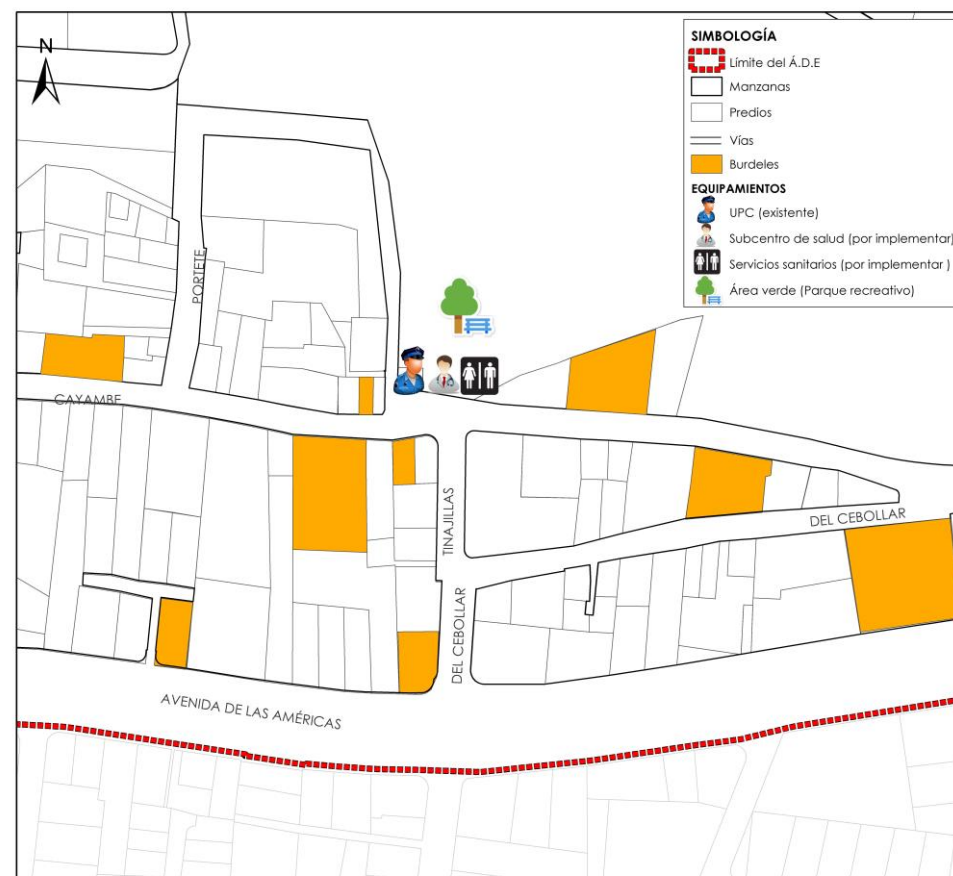 N
SIMBOLOGÍA
Límite del Á.D.E
Manzanas
Predios
Vías
Burdeles
EQUIPAMIENTOS
UPC (existente)
Subcentro de salud (por implementar)
Servicios sanitarios (por implementar )
Área verde (Parque recreativo)
PORTETE
CAYAMBE
TINAJILLAS
DEL CEBOLLAR
DEL CEBOLLAR
AVENIDA DE LAS AMÉRICAS